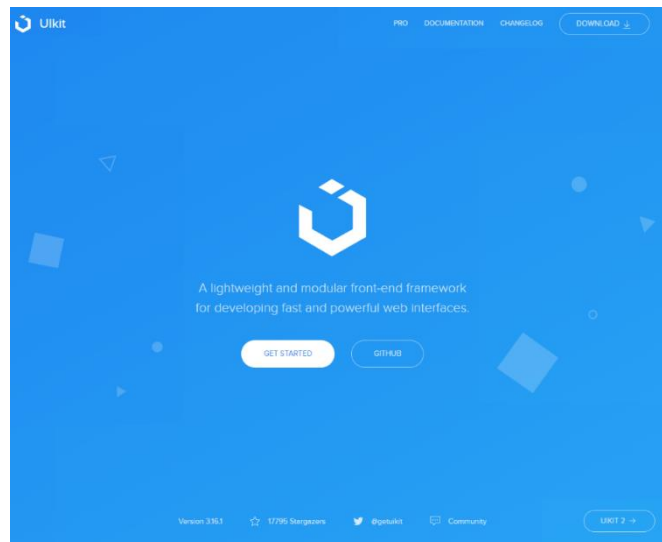 UIkit
PRO DOCUMENTATION CHANGELOG DOWNLOAD
A lightweight and modular front-end framework
for developing fast and powerful web interfaces.
GET STARTED GITHUB
Version 3.16.1 17795 Stargazers @getuikit Community UIKIT 2 →